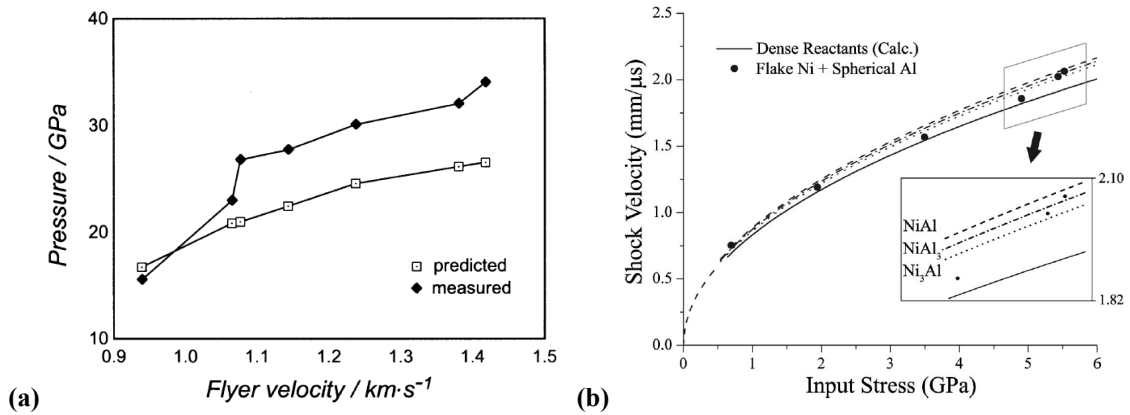 40
30
20
10
Pressure / GPa
predicted
measured
0.9 1.0 1.1 1.2 1.3 1.4 1.5
Flyer velocity / km·s⁻¹
(a)
2.5
2.0
1.5
1.0
0.5
0.0
Shock Velocity (mm/μs)
Dense Reactants (Calc.)
Flake Ni + Spherical Al
2.10
NiAl
NiAl₃
Ni₃Al
1.82
0 1 2 3 4 5 6
Input Stress (GPa)
(b)